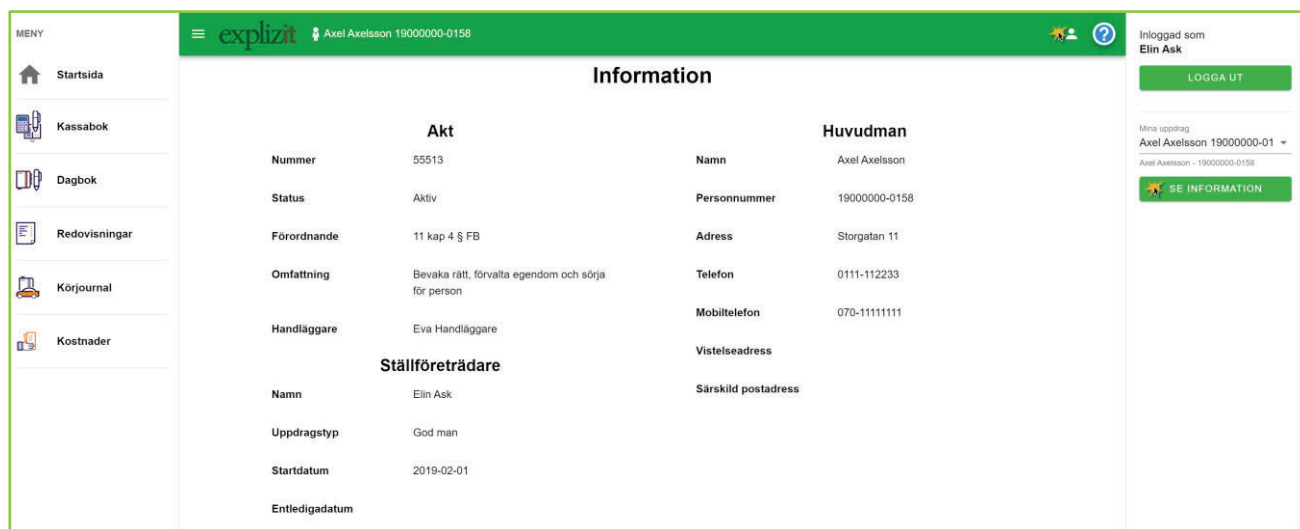 MENY
Startsida
Kassabok
Dagbok
Redovisningar
Körjournal
Kostnader
explizit
Axel Axelsson 19000000-0158
?
Information
Akt
Nummer 55513
Status Aktiv
Förordnande 11 kap 4 § FB
Omfattning Bevaka rätt, förvalta egendom och sörja
för person
Handläggare Eva Handläggare
Ställföreträdare
Namn Elin Ask
Uppdragstyp God man
Startdatum 2019-02-01
Entledigadatum
Huvudman
Namn Axel Axelsson
Personnummer 19000000-0158
Adress Storgatan 11
Telefon 0111-112233
Mobiltelefon 070-11111111
Vistelseadress
Särskild postadress
Inloggad som
Elin Ask
LOGGA UT
Mina uppdrag
Axel Axelsson 19000000-01
Axel Axelsson - 19000000-0158
SE INFORMATION